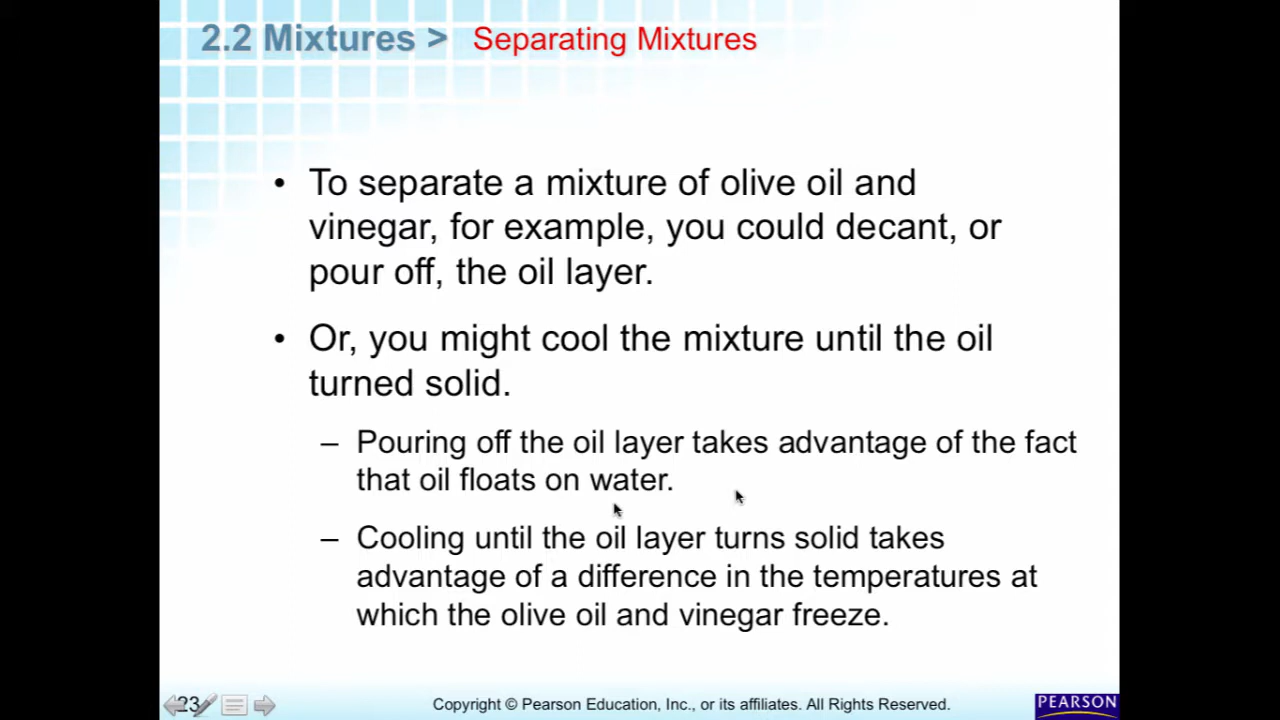 2.2 Mixtures > Separating Mixtures
• To separate a mixture of olive oil and
vinegar, for example, you could decant, or
pour off, the oil layer.
• Or, you might cool the mixture until the oil
turned solid.
– Pouring off the oil layer takes advantage of the fact
that oil floats on water.
– Cooling until the oil layer turns solid takes
advantage of a difference in the temperatures at
which the olive oil and vinegar freeze.
23
Copyright © Pearson Education, Inc., or its affiliates. All Rights Reserved.
PEARSON